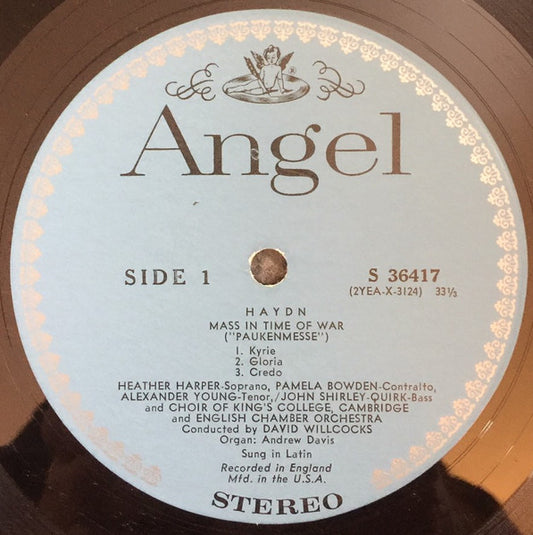 Angel
SIDE 1
S 36417
(2YEA-X-3124) 33⅓
HAYDN
MASS IN TIME OF WAR
("PAUKENMESSE")
1. Kyrie
2. Gloria
3. Credo
HEATHER HARPER-Soprano, PAMELA BOWDEN-Contralto,
ALEXANDER YOUNG-Tenor,/JOHN SHIRLEY-QUIRK-Bass
and CHOIR OF KING'S COLLEGE, CAMBRIDGE
and ENGLISH CHAMBER ORCHESTRA
Conducted by DAVID WILLCOCKS
Organ: Andrew Davis
Sung in Latin
Recorded in England
Mfd. in the U.S.A.
STEREO